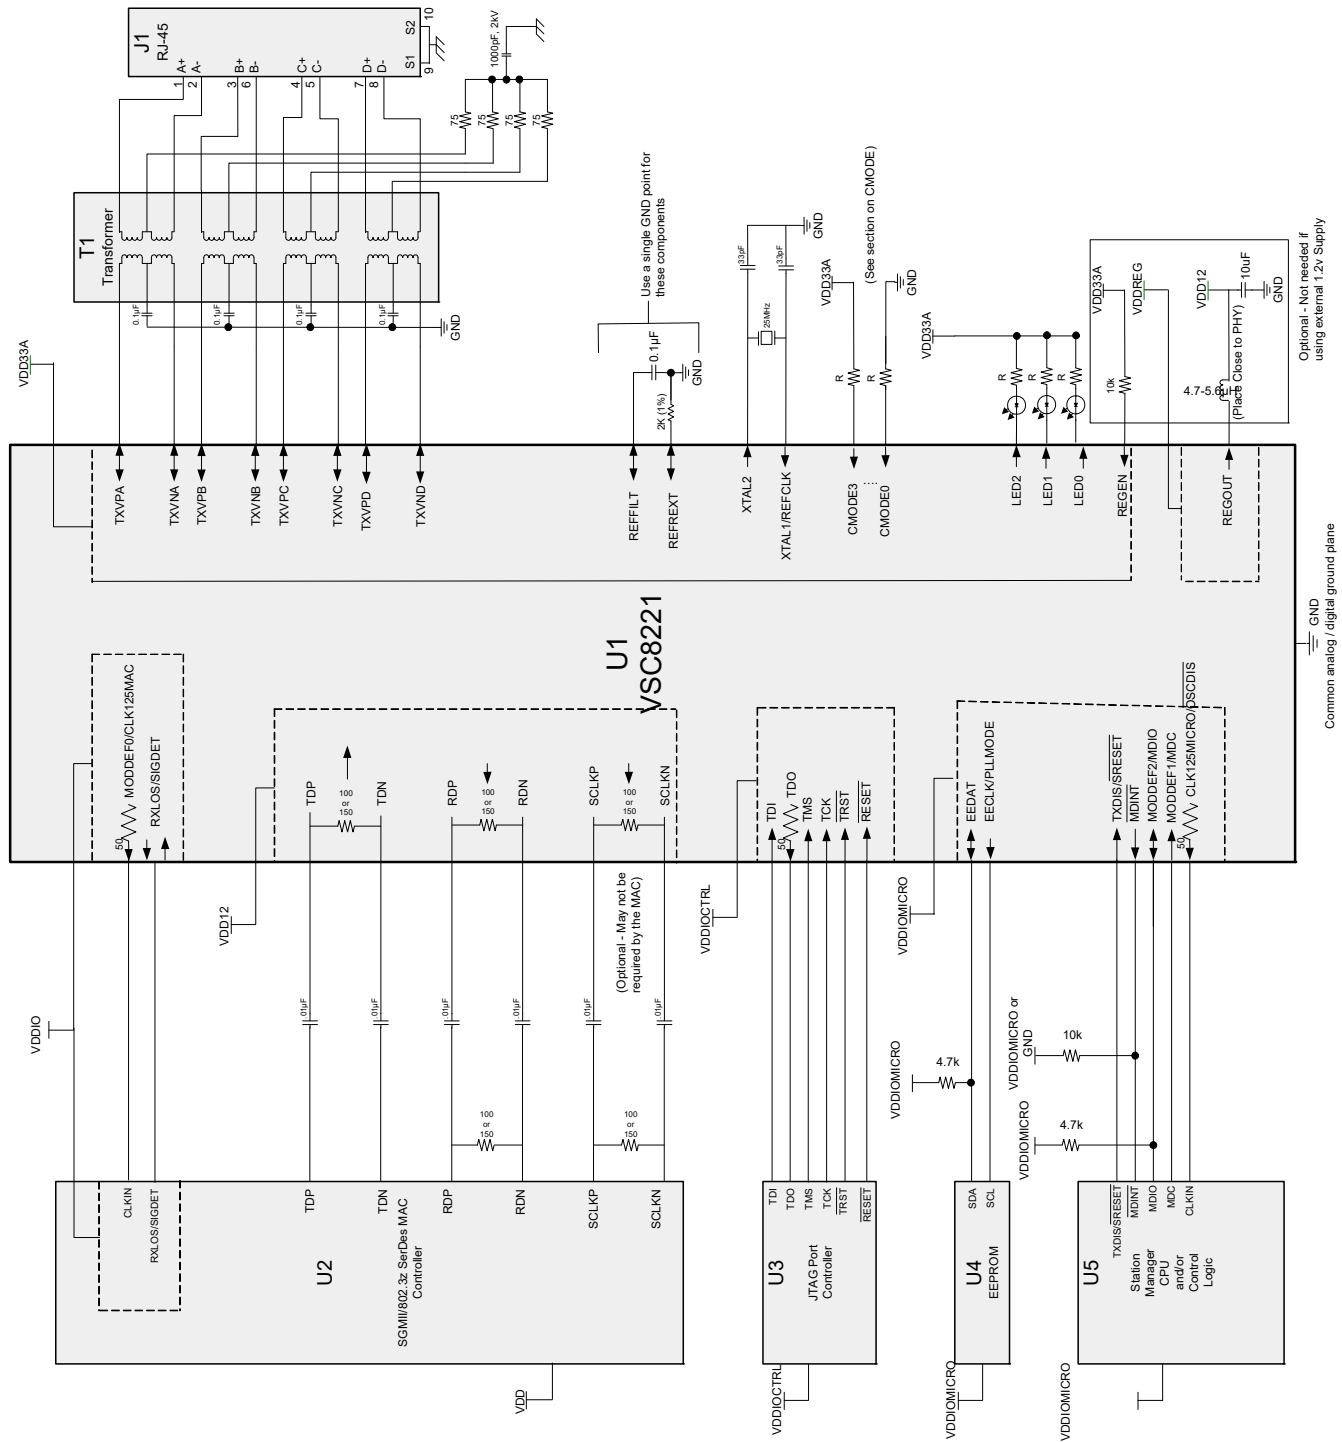 J1
RJ-45
A+
A-
B+
B-
C+
C-
D+
D-
S1
S2
1
2
3
6
4
5
7
8
9
10
75
75
75
75
1000pF, 2kV
T1
Transformer
0.1µF
0.1µF
0.1µF
0.1µF
GND
VDD33A
Use a single GND point for
these components
0.1µF
2K (1%)
GND
33pF
33pF
25MHz
GND
VDD33A
(See section on CMODE)
R
R
GND
VDD33A
R
R
R
VDD33A
VDDREG
10k
VDD12
10uF
GND
4.7-5.6uH
(Place Close to PHY)
Optional - Not needed if
using external 1.2v Supply
TXVPA
TXVNA
TXVPB
TXVNB
TXVPC
TXVNC
TXVPD
TXVND
REFFILT
REFREXT
XTAL2
XTAL1/REFCLK
CMODE3
....
CMODE0
LED2
LED1
LED0
REGEN
REGOUT
U1
VSC8221
GND
Common analog / digital ground plane
50
MODDEF0/CLK125MAC
RXLOS/SIGDET
TDP
100
or
150
TDN
RDP
100
or
150
RDN
SCLKP
100
or
150
SCLKN
TDI
50
TDO
TMS
TCK
TRST
RESET
EEDAT
EECLK/PLLMODE
TXDIS/SRESET
MDINT
MODDEF2/MDIO
MODDEF1/MDC
50
CLK125MICRO/OSCDIS
VDDIO
VDD12
VDDIOCTRL
VDDIOMICRO
(Optional - May not be
required by the MAC)
.01µF
.01µF
.01µF
.01µF
.01µF
.01µF
100
or
150
100
or
150
VDDIOMICRO
4.7k
VDDIOMICRO or
GND
10k
VDDIOMICRO
4.7k
CLKIN
RXLOS/SIGDET
TDP
TDN
RDP
RDN
SCLKP
SCLKN
U2
SGMII/802.3z SerDes MAC
Controller
VDD
TDI
TDO
TMS
TCK
TRST
RESET
U3
JTAG Port
Controller
VDDIOCTRL
SDA
SCL
U4
EEPROM
VDDIOMICRO
TXDIS/SRESET
MDINT
MDIO
MDC
CLKIN
U5
Station
Manager
CPU
and/or
Control
Logic
VDDIOMICRO